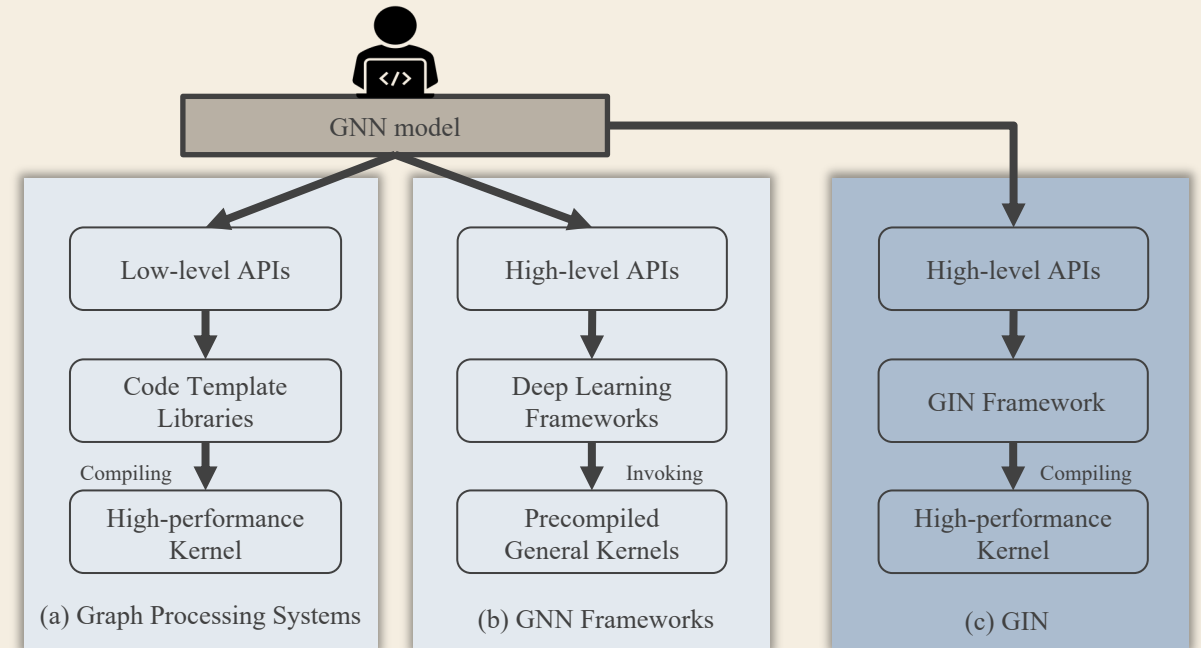 </>
GNN model
Low-level APIs
Code Template
Libraries
Compiling
High-performance
Kernel
(a) Graph Processing Systems
High-level APIs
Deep Learning
Frameworks
Invoking
Precompiled
General Kernels
(b) GNN Frameworks
High-level APIs
GIN Framework
Compiling
High-performance
Kernel
(c) GIN